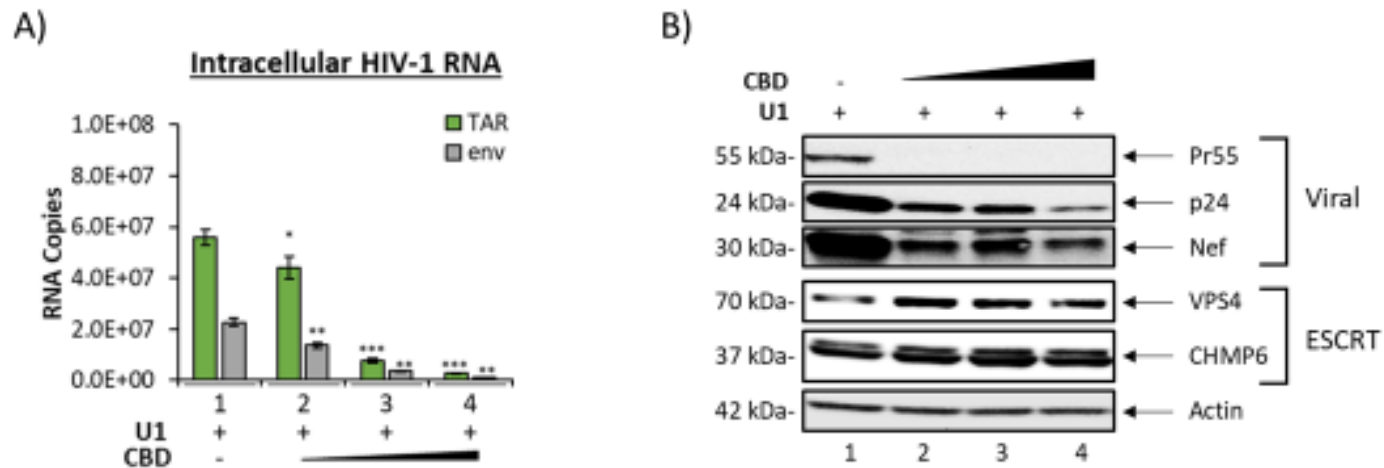 A)
Intracellular HIV-1 RNA
RNA Copies
1.0E+08
8.0E+07
6.0E+07
4.0E+07
2.0E+07
0.0E+00
TAR
env
*
**
*** **
*** **
1 2 3 4
U1 + + + +
CBD -
B)
CBD -
U1 + + + +
55 kDa- Pr55
24 kDa- p24
30 kDa- Nef
Viral
70 kDa- VPS4
37 kDa- CHMP6
ESCRT
42 kDa- Actin
1 2 3 4